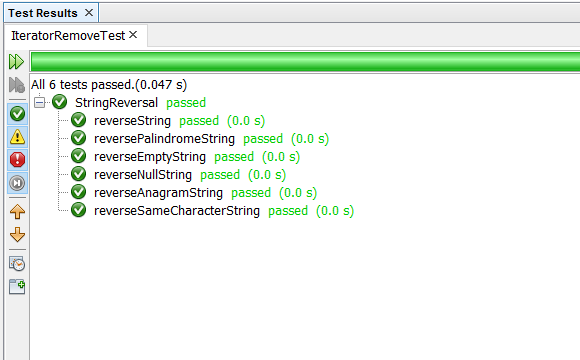 Test Results
IteratorRemoveTest
All 6 tests passed.(0.047 s)
StringReversal passed
reverseString passed (0.0 s)
reversePalindromeString passed (0.0 s)
reverseEmptyString passed (0.0 s)
reverseNullString passed (0.0 s)
reverseAnagramString passed (0.0 s)
reverseSameCharacterString passed (0.0 s)